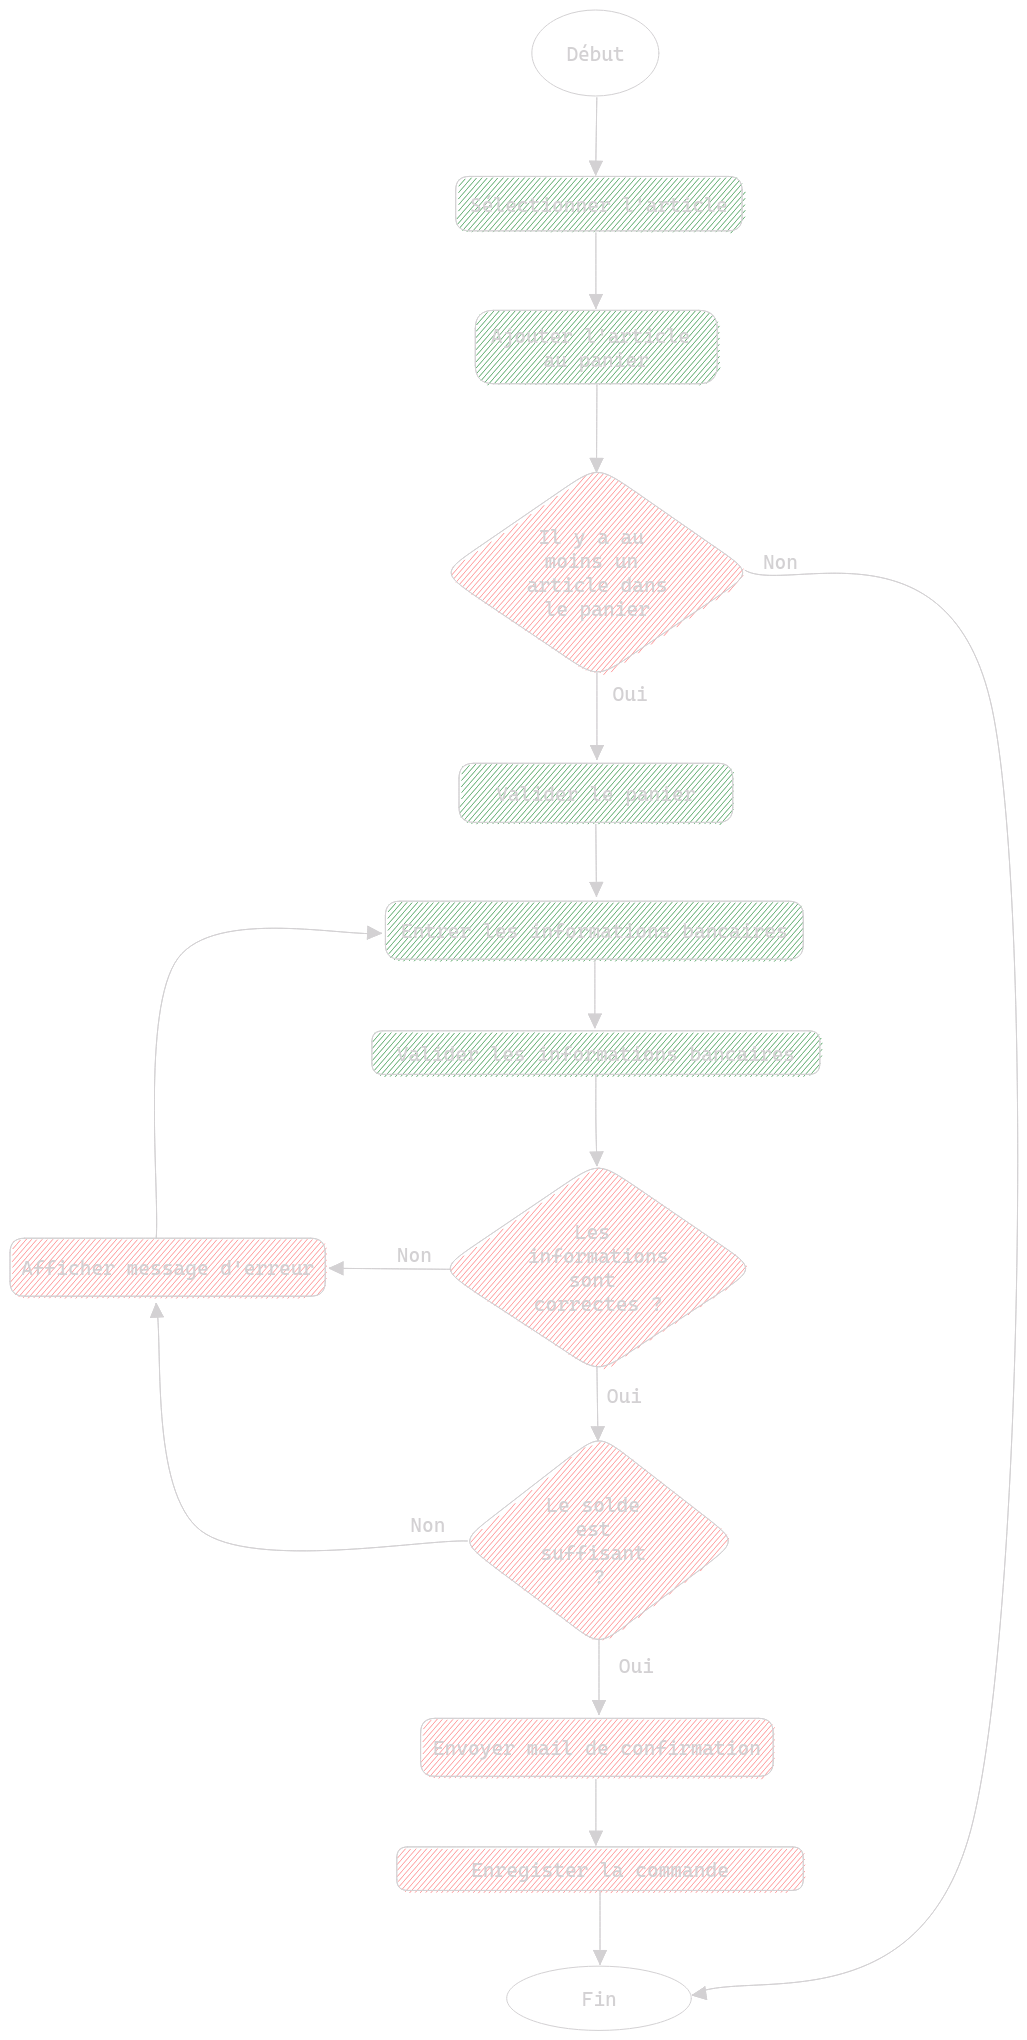 Début
Sélectionner l'article
Ajouter l'article
au panier
Il y a au
moins un
article dans
le panier
Non
Oui
Valider le panier
Entrer les informations bancaires
Valider les informations bancaires
Les
informations
sont
correctes ?
Non
Afficher message d'erreur
Oui
Le solde
est
suffisant
?
Non
Oui
Envoyer mail de confirmation
Enregister la commande
Fin